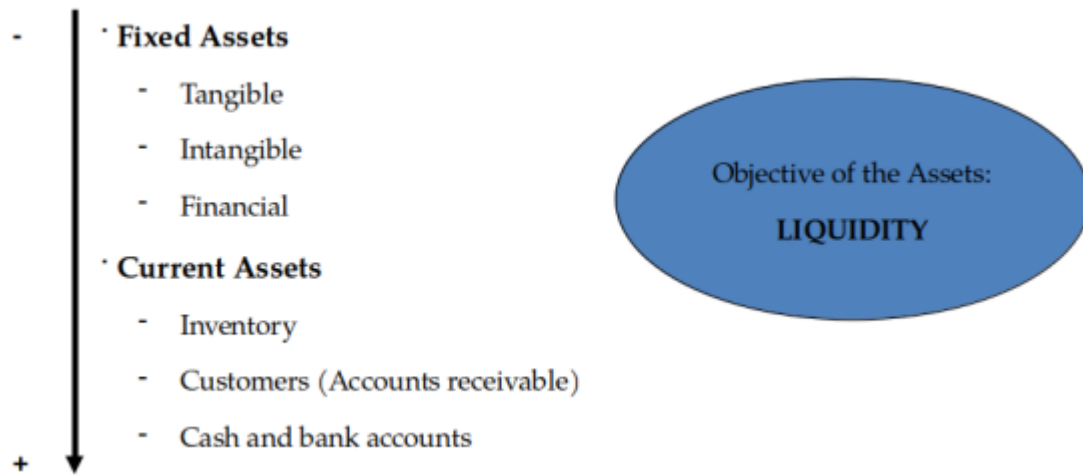 - · Fixed Assets
- Tangible
- Intangible
- Financial
· Current Assets
- Inventory
- Customers (Accounts receivable)
- Cash and bank accounts
+
Objective of the Assets:
LIQUIDITY